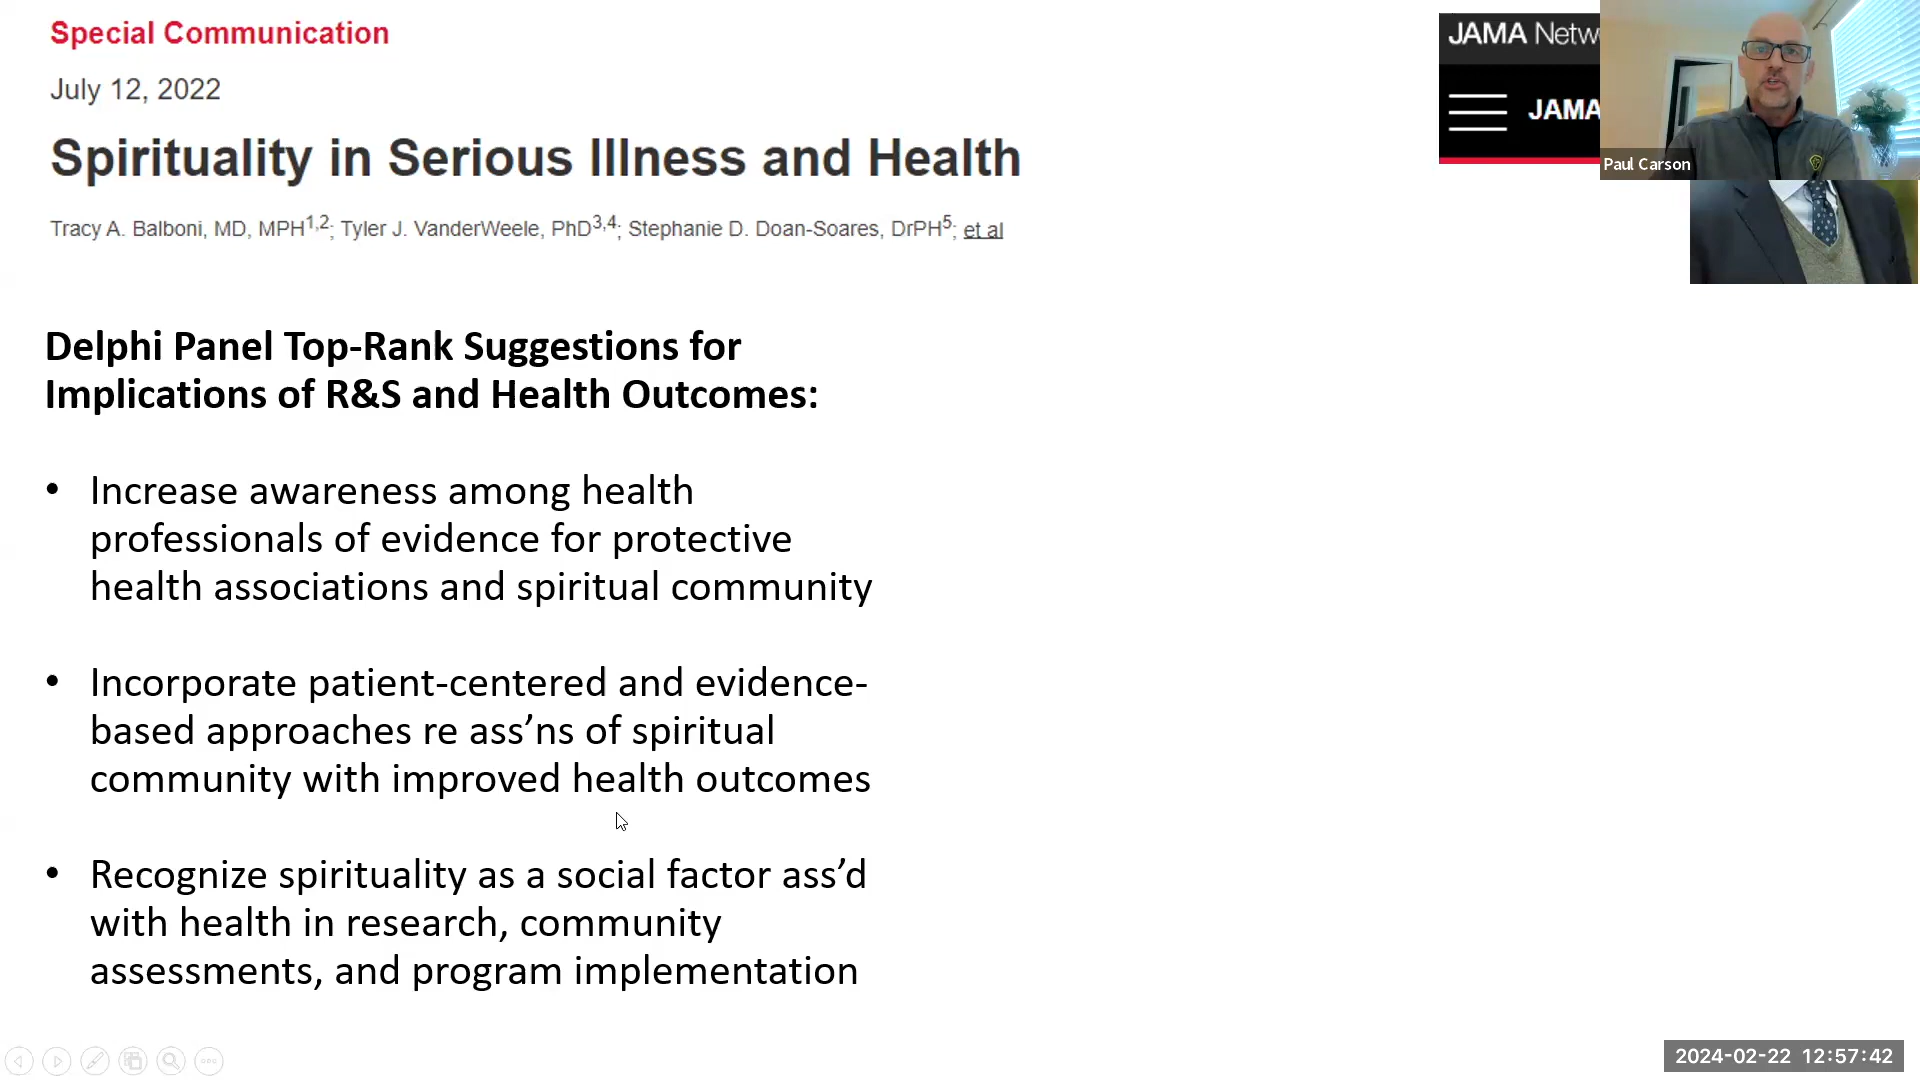 Special Communication
July 12, 2022
Spirituality in Serious Illness and Health
Tracy A. Balboni, MD, MPH1,2; Tyler J. VanderWeele, PhD3,4; Stephanie D. Doan-Soares, DrPH5; et al
JAMA Netw
JAMA
Paul Carson
Delphi Panel Top-Rank Suggestions for
Implications of R&S and Health Outcomes:
• Increase awareness among health
professionals of evidence for protective
health associations and spiritual community
• Incorporate patient-centered and evidence-
based approaches re ass’ns of spiritual
community with improved health outcomes
• Recognize spirituality as a social factor ass’d
with health in research, community
assessments, and program implementation
2024-02-22 12:57:42